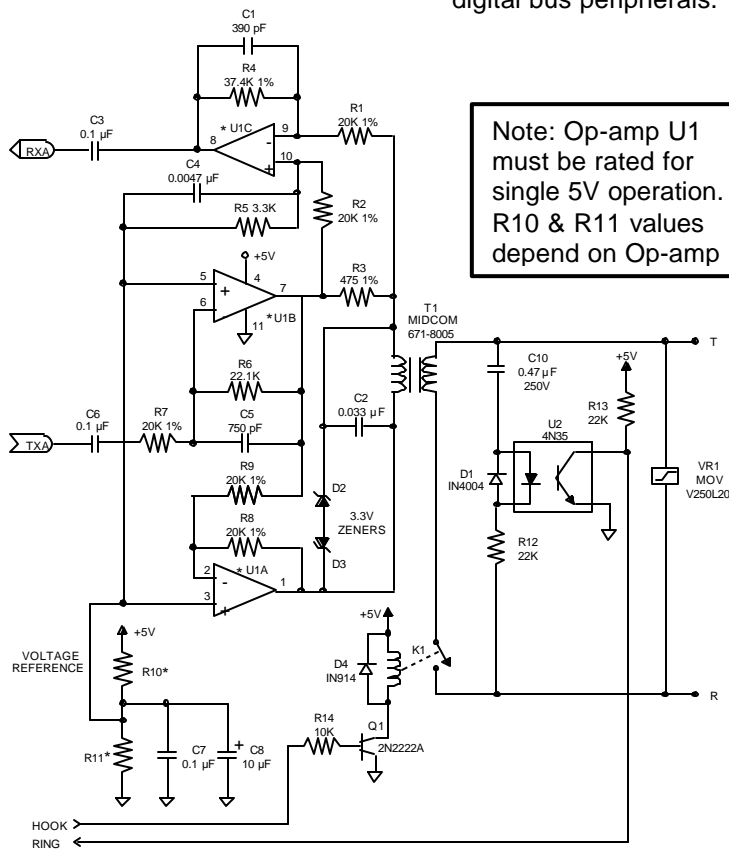 digital bus peripherals.
C1
390 pF
R4
37.4K 1%
R1
20K 1%
C3
0.1 µF
* U1C
8
9
-
10
+
RXA
C4
0.0047 µF
R2
20K 1%
R5 3.3K
Note: Op-amp U1
must be rated for
single 5V operation.
R10 & R11 values
depend on Op-amp
+5V
5
+
4
7
R3
475 1%
6
-
11
* U1B
T1
MIDCOM
671-8005
T
R6
22.1K
C10
0.47 µF
250V
+5V
C2
0.033 µF
R13
22K
C6
0.1 µF
R7
20K 1%
C5
750 pF
U2
4N35
TXA
D1
IN4004
VR1
MOV
V250L20
R9
20K 1%
D2
3.3V
ZENERS
R8
20K 1%
D3
R12
22K
2
-
* U1A
1
3
+
+5V
VOLTAGE
REFERENCE
+5V
R10*
D4
IN914
K1
R
R14
10K
Q1
2N2222A
R11*
C7
0.1 µF
+
C8
10 µF
HOOK
RING